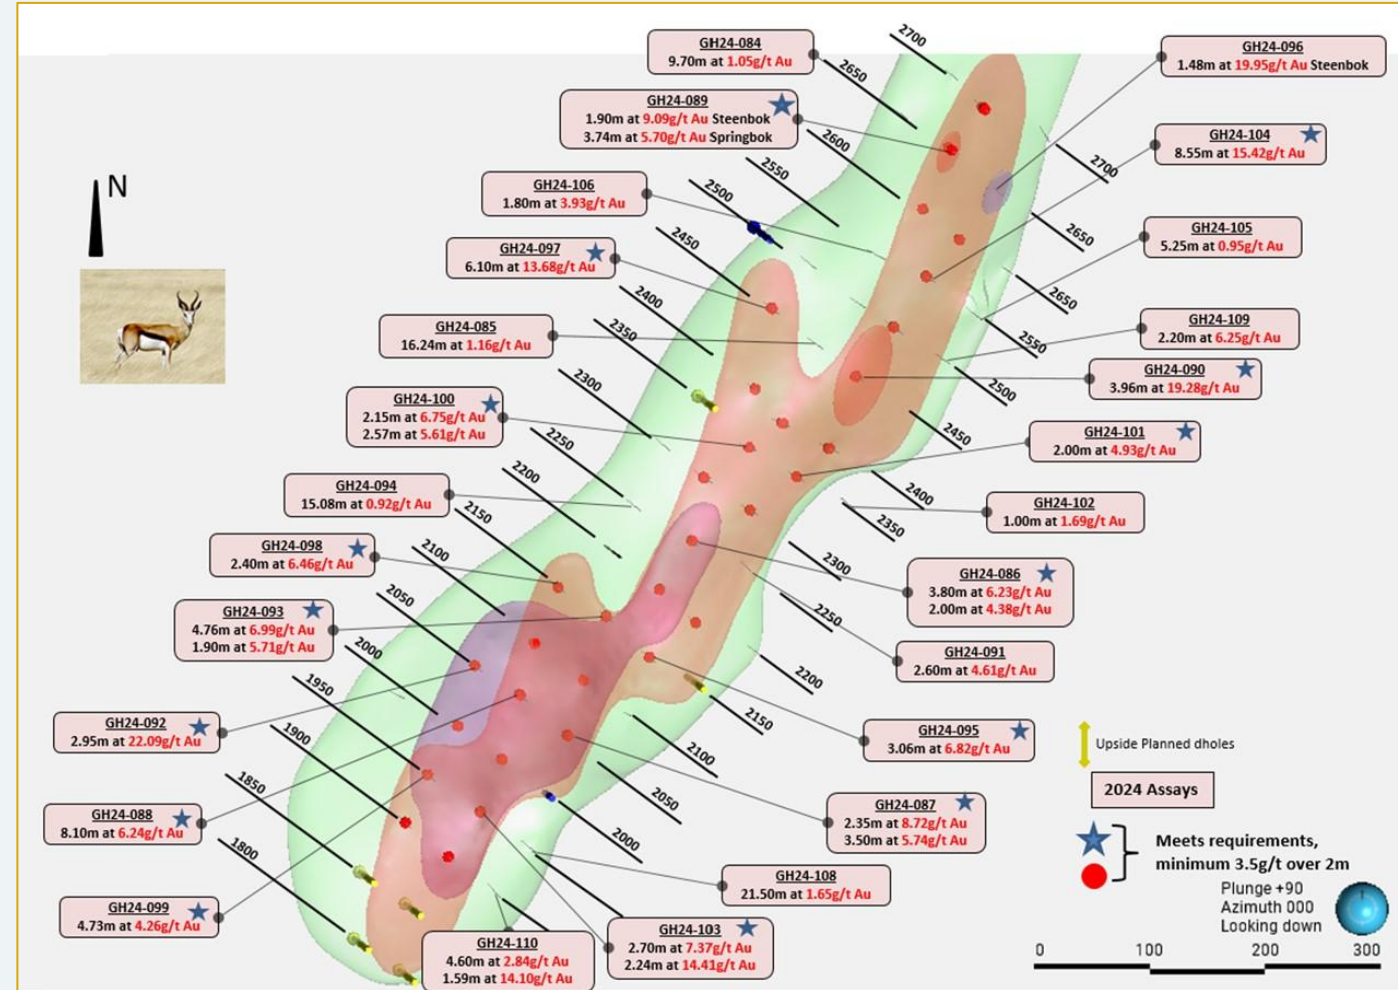 GH24-084
9.70m at 1.05g/t Au
GH24-096
1.48m at 19.95g/t Au Steenbok
GH24-089
1.90m at 9.09g/t Au Steenbok
3.74m at 5.70g/t Au Springbok
GH24-104
8.55m at 15.42g/t Au
GH24-106
1.80m at 3.93g/t Au
GH24-105
5.25m at 0.95g/t Au
GH24-097
6.10m at 13.68g/t Au
GH24-085
16.24m at 1.16g/t Au
GH24-109
2.20m at 6.25g/t Au
GH24-090
3.96m at 19.28g/t Au
GH24-100
2.15m at 6.75g/t Au
2.57m at 5.61g/t Au
GH24-101
2.00m at 4.93g/t Au
GH24-094
15.08m at 0.92g/t Au
GH24-102
1.00m at 1.69g/t Au
GH24-098
2.40m at 6.46g/t Au
GH24-086
3.80m at 6.23g/t Au
2.00m at 4.38g/t Au
GH24-093
4.76m at 6.99g/t Au
1.90m at 5.71g/t Au
GH24-091
2.60m at 4.61g/t Au
GH24-092
2.95m at 22.09g/t Au
GH24-095
3.06m at 6.82g/t Au
GH24-088
8.10m at 6.24g/t Au
GH24-087
2.35m at 8.72g/t Au
3.50m at 5.74g/t Au
GH24-108
21.50m at 1.65g/t Au
GH24-099
4.73m at 4.26g/t Au
GH24-103
2.70m at 7.37g/t Au
2.24m at 14.41g/t Au
GH24-110
4.60m at 2.84g/t Au
1.59m at 14.10g/t Au
2700
2650
2600
2550
2500
2450
2400
2350
2300
2250
2200
2150
2100
2050
2000
1950
1900
1850
1800
2700
2650
2650
2550
2500
2450
2400
2350
2300
2250
2200
2150
2100
2050
2000
N
Upside Planned dholes
2024 Assays
Meets requirements,
minimum 3.5g/t over 2m
Plunge +90
Azimuth 000
Looking down
0 100 200 300